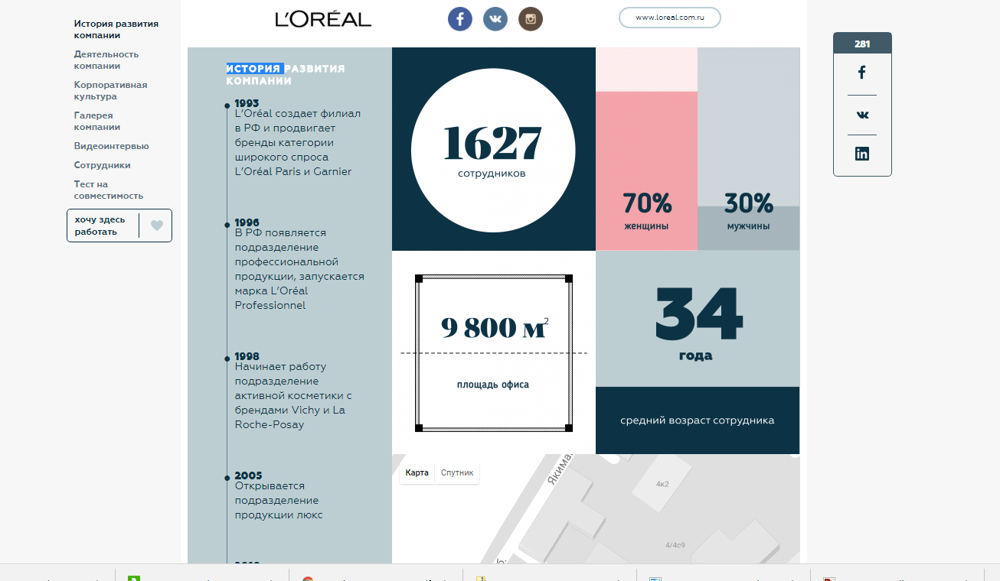 История развития
компании
Деятельность
компании
Корпоративная
культура
Галерея
компании
Видеоинтервью
Сотрудники
Тест на
совместимость
хочу здесь
работать
L'ORÉAL
www.loreal.com.ru
ИСТОРИЯ РАЗВИТИЯ
КОМПАНИИ
1993
L'Oréal создает филиал
в РФ и продвигает
бренды категории
широкого спроса
L'Oréal Paris и Garnier
1996
В РФ появляется
подразделение
профессиональной
продукции, запускается
марка L'Oréal
Professionnel
1998
Начинает работу
подразделение
активной косметики с
брендами Vichy и La
Roche-Posay
2005
Открывается
подразделение
продукции люкс
1627
сотрудников
70%
женщины
30%
мужчины
9 800 м2
площадь офиса
34
года
средний возраст сотрудника
Карта
Спутник
Якима
4к2
4/4с9
281